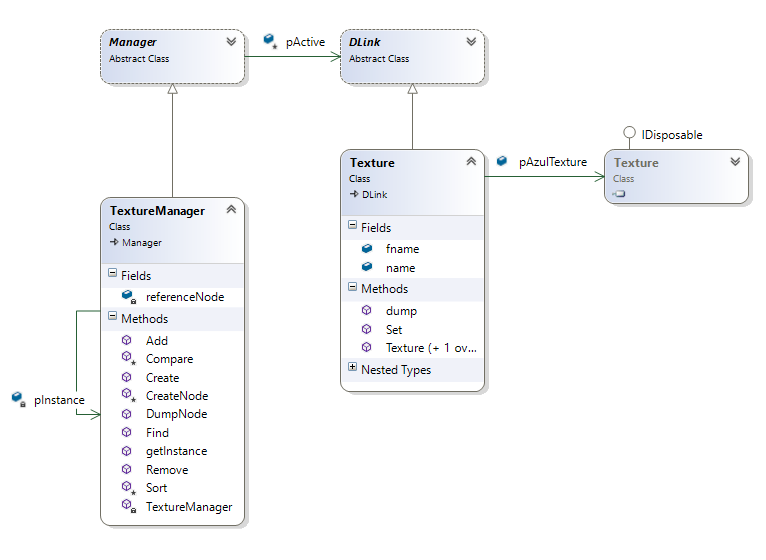 Manager
Abstract Class
pActive
DLink
Abstract Class
Texture
Class
DLink
Fields
fname
name
Methods
dump
Set
Texture (+ 1 ov...
Nested Types
pAzulTexture
IDisposable
Texture
Class
TextureManager
Class
Manager
Fields
referenceNode
Methods
Add
Compare
Create
CreateNode
DumpNode
Find
getInstance
Remove
Sort
TextureManager
pInstance